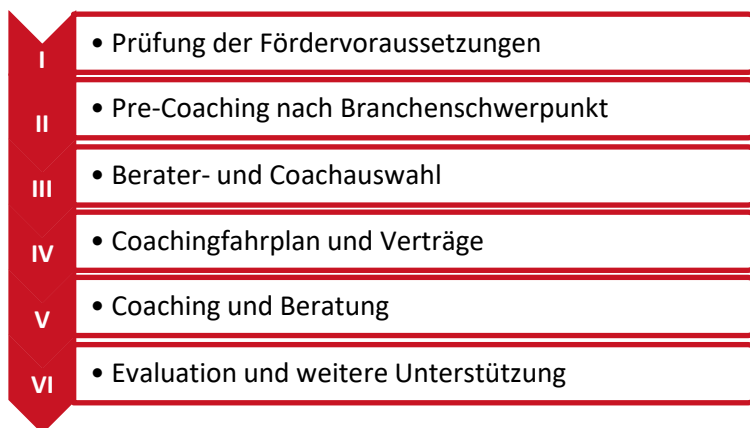 I • Prüfung der Fördervoraussetzungen
II • Pre-Coaching nach Branchenschwerpunkt
III • Berater- und Coachauswahl
IV • Coachingfahrplan und Verträge
V • Coaching und Beratung
VI • Evaluation und weitere Unterstützung